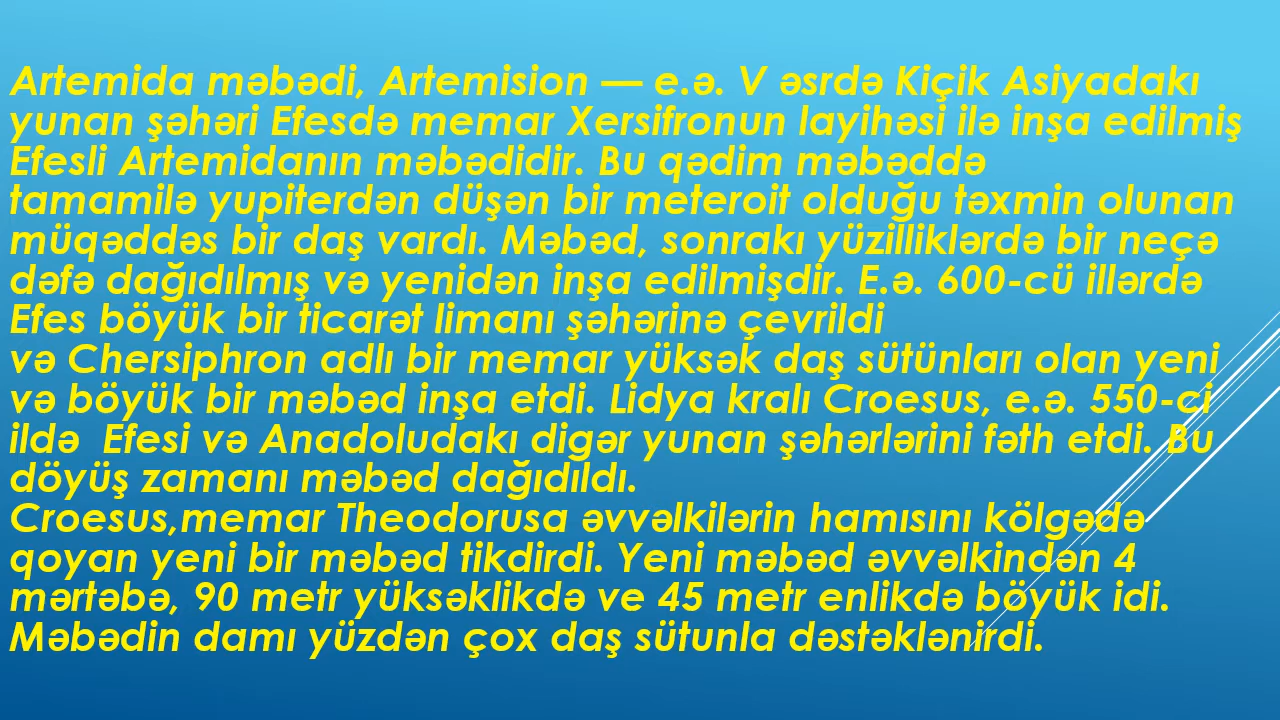 Artemida məbədi, Artemision — e.ə. V əsrdə Kiçik Asiyadakı
yunan şəhəri Efesdə memar Xersifronun layihəsi ilə inşa edilmiş
Efesli Artemidanın məbədidir. Bu qədim məbəddə
tamamilə yupiterdən düşən bir meteroit olduğu təxmin olunan
müqəddəs bir daş vardı. Məbəd, sonrakı yüzilliklərdə bir neçə
dəfə dağıdılmış və yenidən inşa edilmişdir. E.ə. 600-cü illərdə
Efes böyük bir ticarət limanı şəhərinə çevrildi
və Chersiphron adlı bir memar yüksək daş sütünları olan yeni
və böyük bir məbəd inşa etdi. Lidya kralı Croesus, e.ə. 550-ci
ildə  Efesi və Anadoludakı digər yunan şəhərlərini fəth etdi. Bu
döyüş zamanı məbəd dağıdıldı.
Croesus,memar Theodorusa əvvəlkilərin hamısını kölgədə
qoyan yeni bir məbəd tikdirdi. Yeni məbəd əvvəlkindən 4
mərtəbə, 90 metr yüksəklikdə ve 45 metr enlikdə böyük idi.
Məbədin damı yüzdən çox daş sütunla dəstəklənirdi.